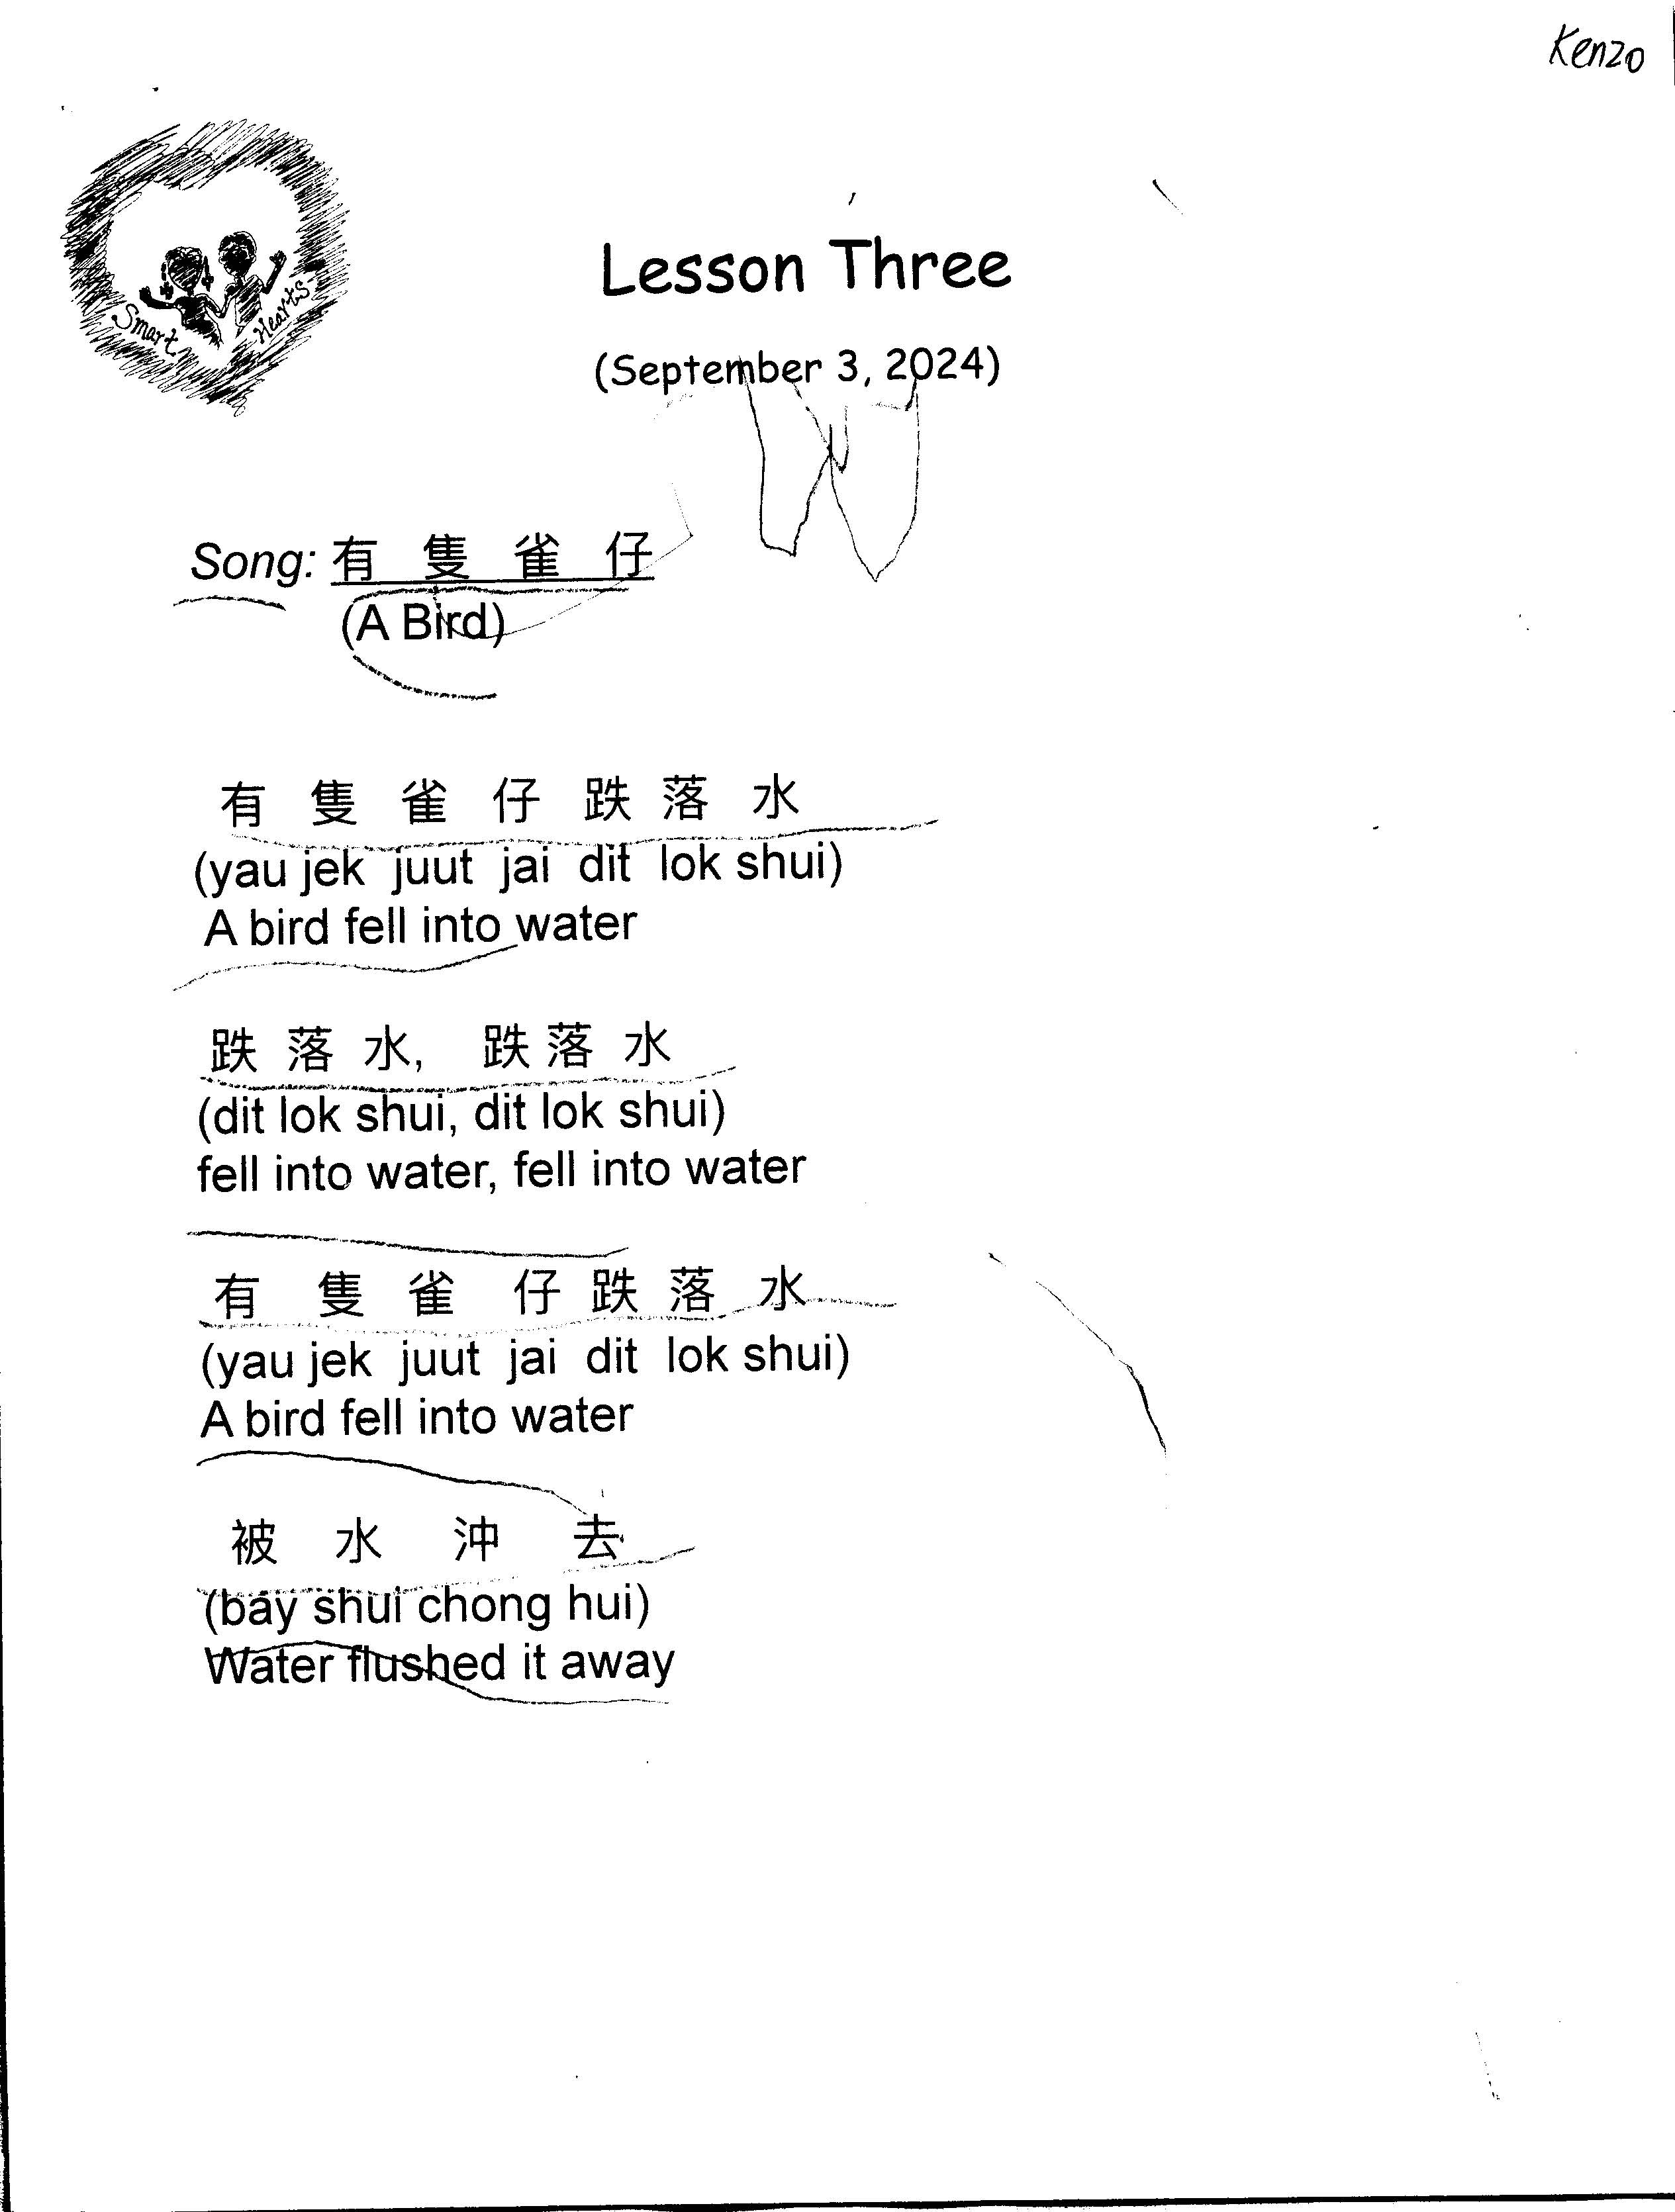 Kenzo
Smart Hearts
Lesson Three
(September 3, 2024)
Song: 有 隻 雀 仔
(A Bird)
有 隻 雀 仔 跌 落 水
(yau jek juut jai dit lok shui)
A bird fell into water
跌 落 水, 跌 落 水
(dit lok shui, dit lok shui)
fell into water, fell into water
有 隻 雀 仔 跌 落 水
(yau jek juut jai dit lok shui)
A bird fell into water
被 水 沖 去
(bay shui chong hui)
Water flushed it away